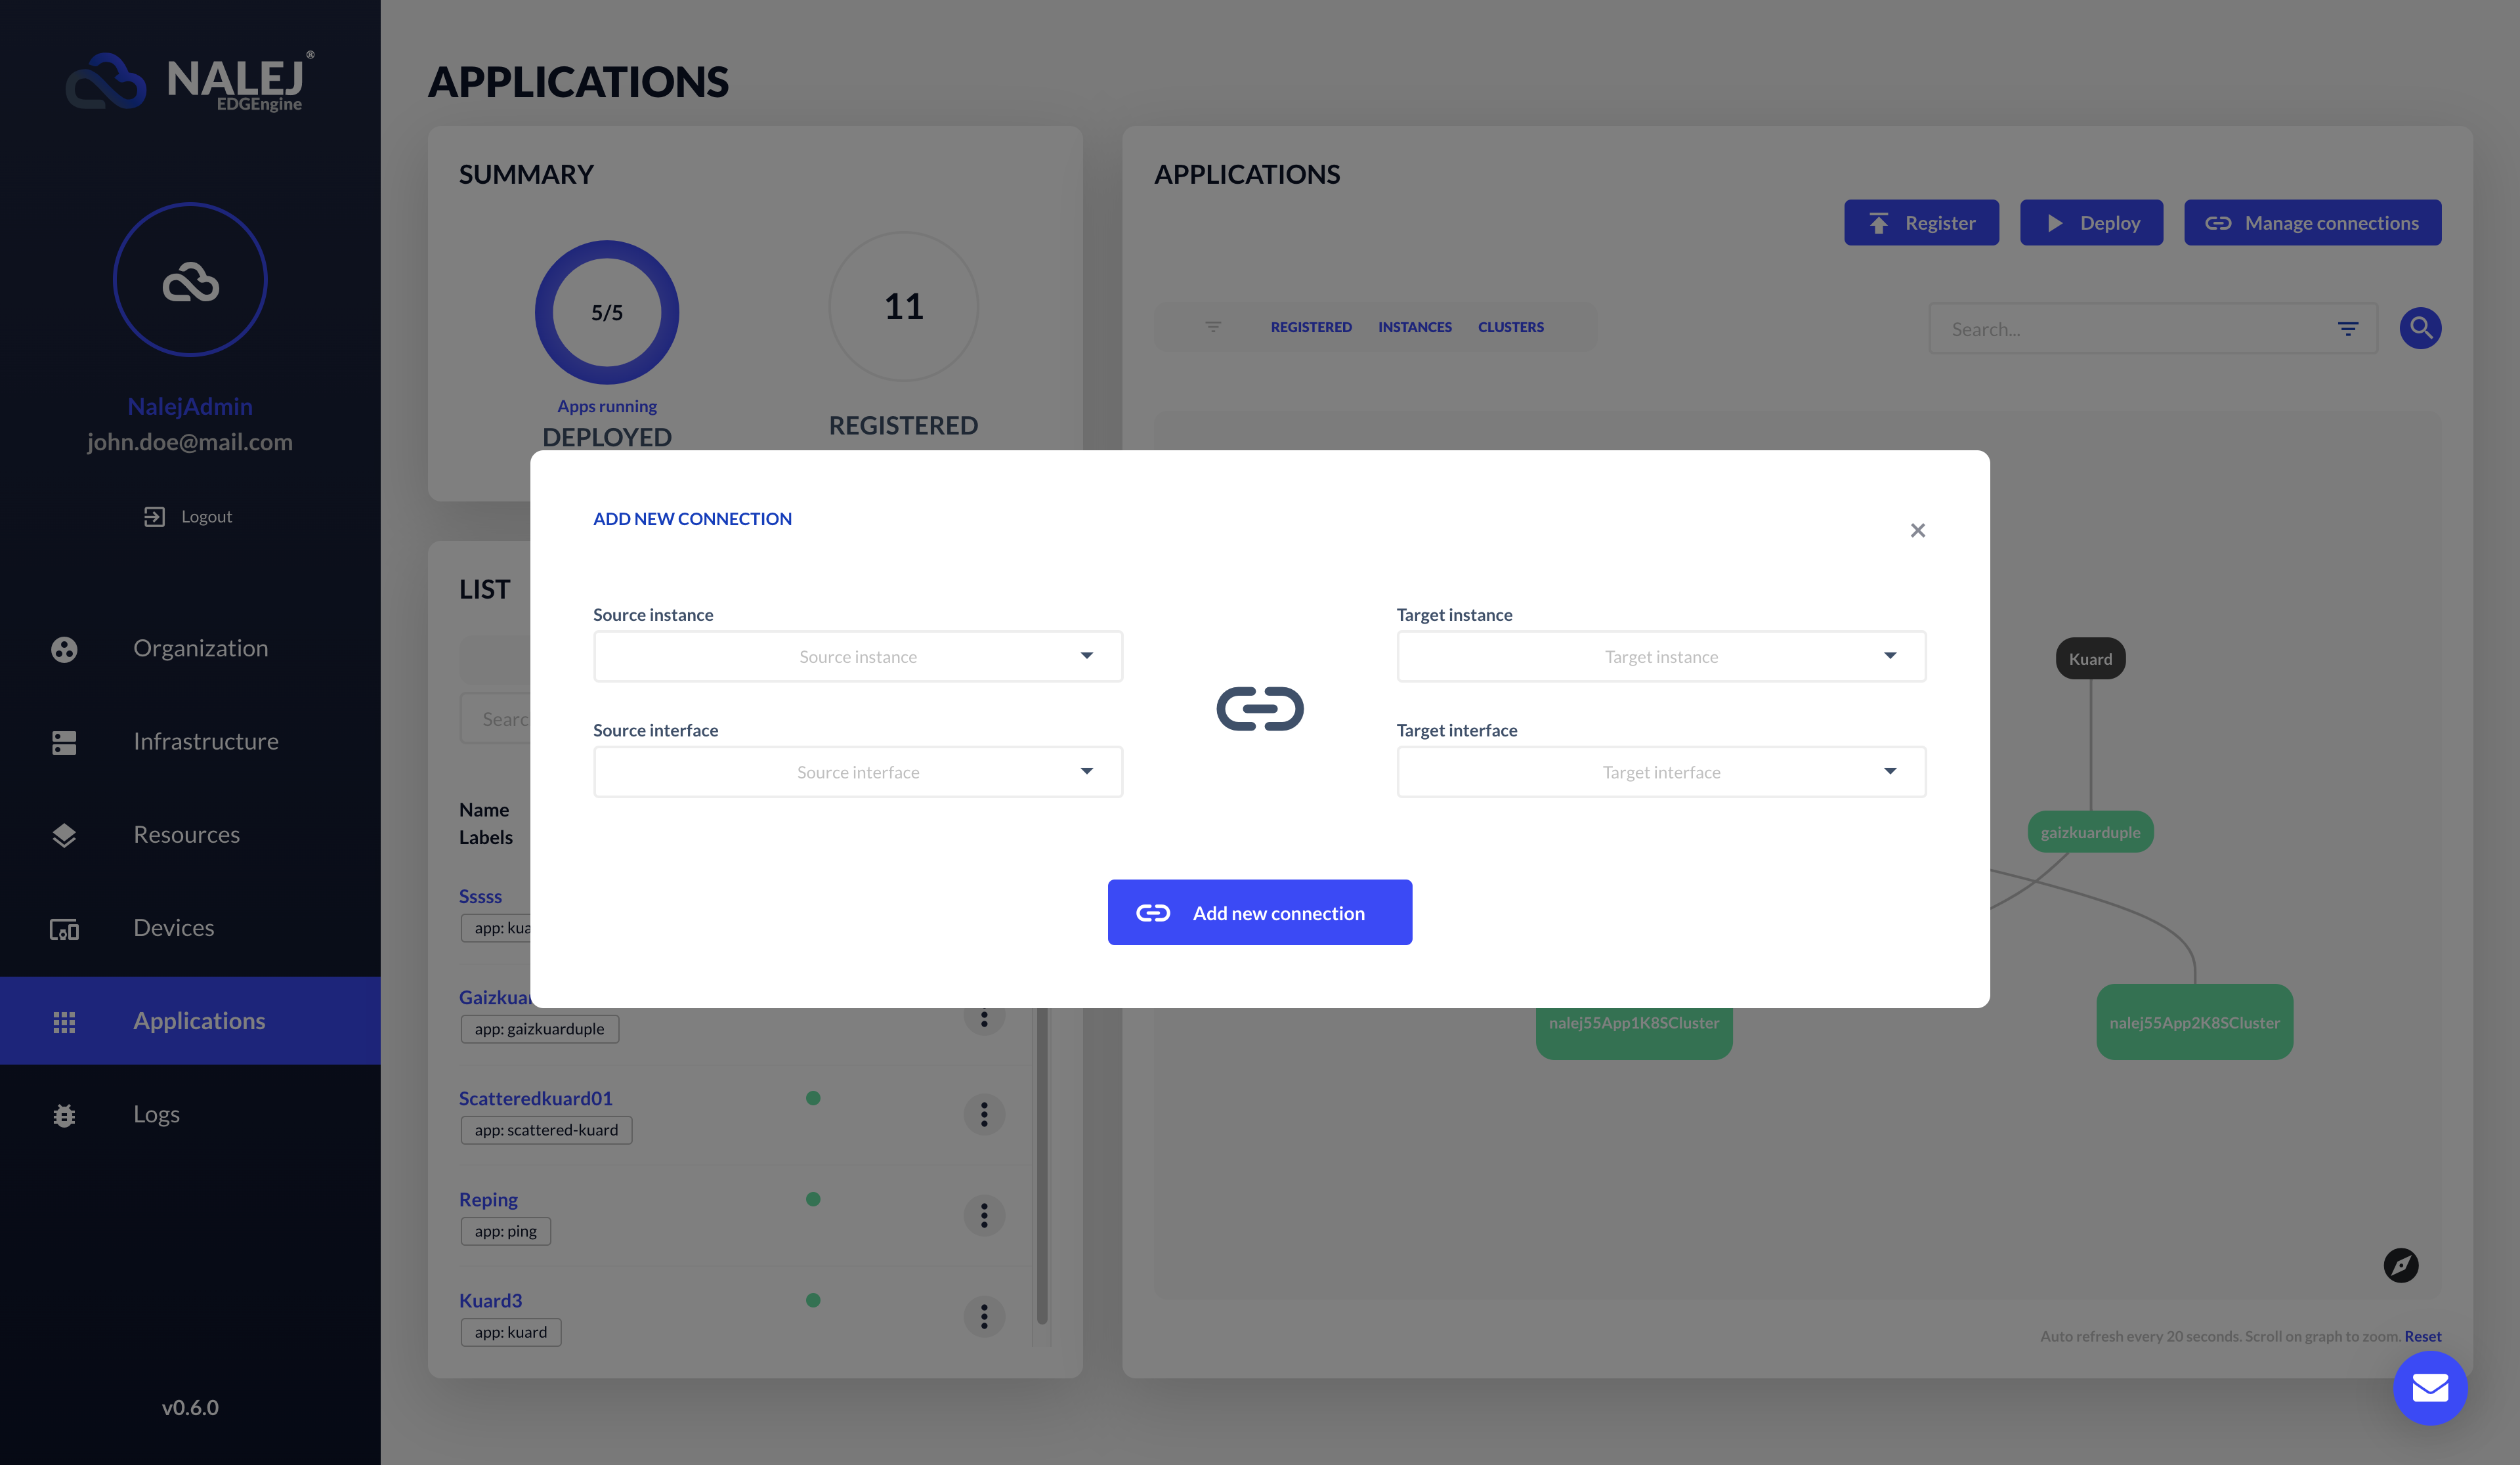 NALEJ®
EDGEngine
NalejAdmin
john.doe@mail.com
Logout
Organization
Infrastructure
Resources
Devices
Applications
Logs
v0.6.0
APPLICATIONS
SUMMARY
5/5
Apps running
DEPLOYED
11
REGISTERED
LIST
Searc
Name
Labels
Sssss
app: kua
Gaizkuar
app: gaizkuarduple
Scatteredkuard01
app: scattered-kuard
Reping
app: ping
Kuard3
app: kuard
APPLICATIONS
Register
Deploy
Manage connections
REGISTERED INSTANCES CLUSTERS
Search...
Kuard
gaizkuarduple
nalej55App1K8SCluster
nalej55App2K8SCluster
Auto refresh every 20 seconds. Scroll on graph to zoom. Reset
ADD NEW CONNECTION
×
Source instance
Source instance
Source interface
Source interface
Target instance
Target instance
Target interface
Target interface
Add new connection